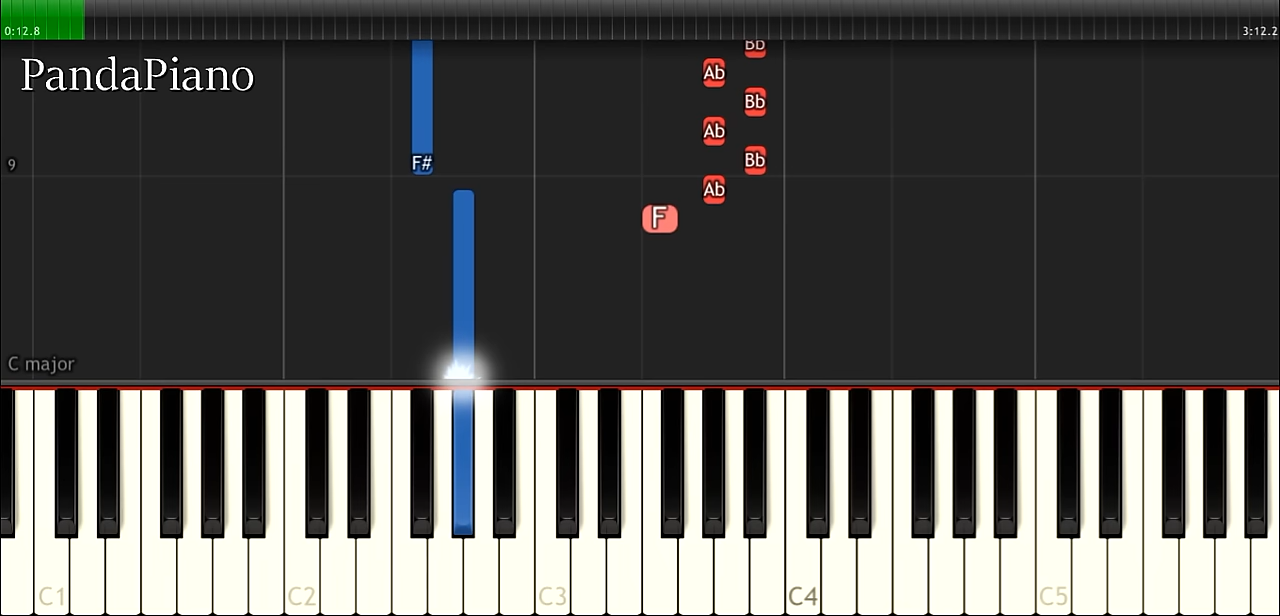 0:12.8
3:12.2
PandaPiano
Bb
Ab
Bb
Ab
F#
9
Bb
Ab
F
C major
C1 C2 C3 C4 C5